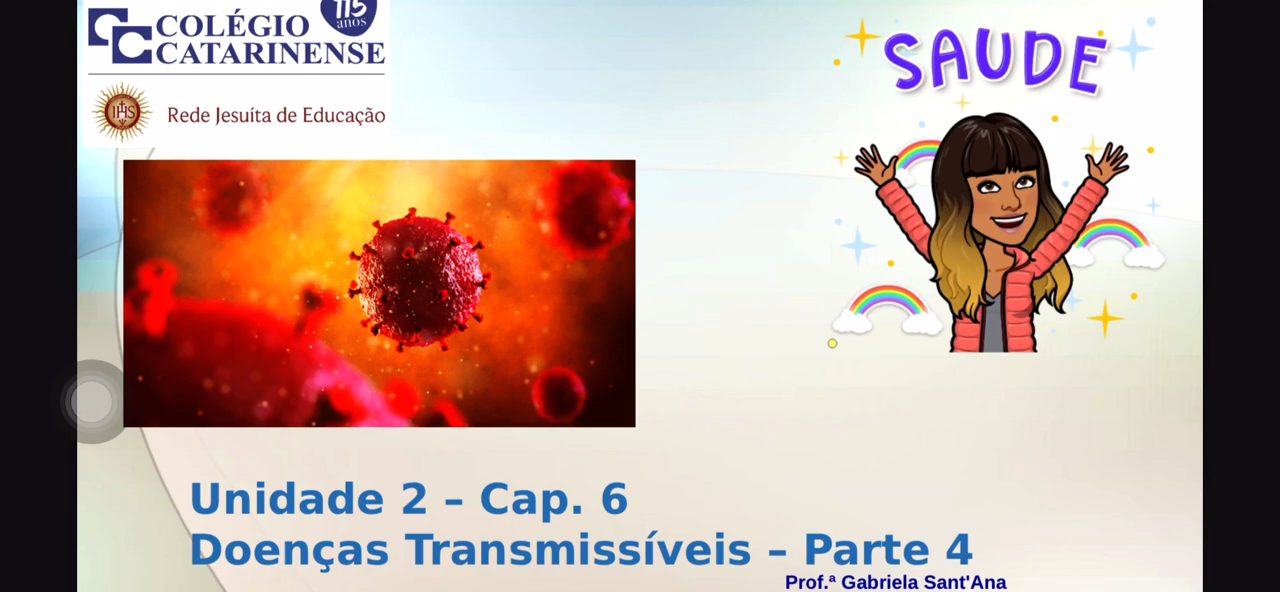 115
anos
COLÉGIO
CATARINENSE
IHS
Rede Jesuíta de Educação
SAUDE
Unidade 2 – Cap. 6
Doenças Transmissíveis – Parte 4
Prof.ª Gabriela Sant'Ana